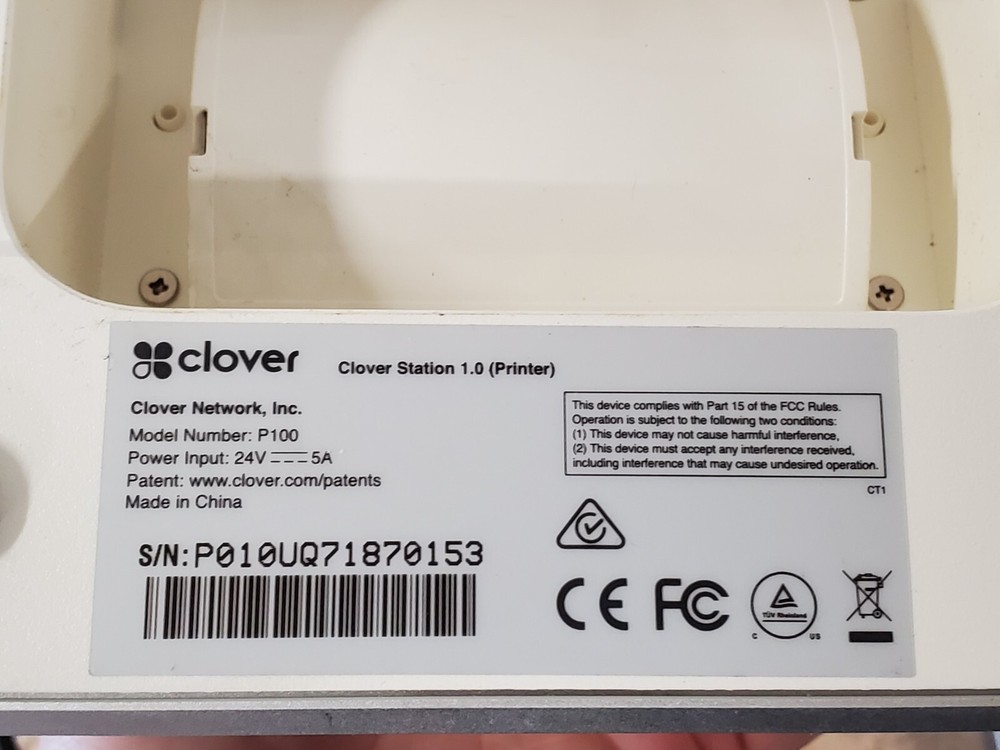 clover
Clover Station 1.0 (Printer)
Clover Network, Inc.
Model Number: P100
Power Input: 24V ⎓ 5A
Patent: www.clover.com/patents
Made in China
This device complies with Part 15 of the FCC Rules.
Operation is subject to the following two conditions:
(1) This device may not cause harmful interference,
(2) This device must accept any interference received,
including interference that may cause undesired operation.
CT1
S/N:P010UQ71870153
CE FC
TÜV Rheinland
C US